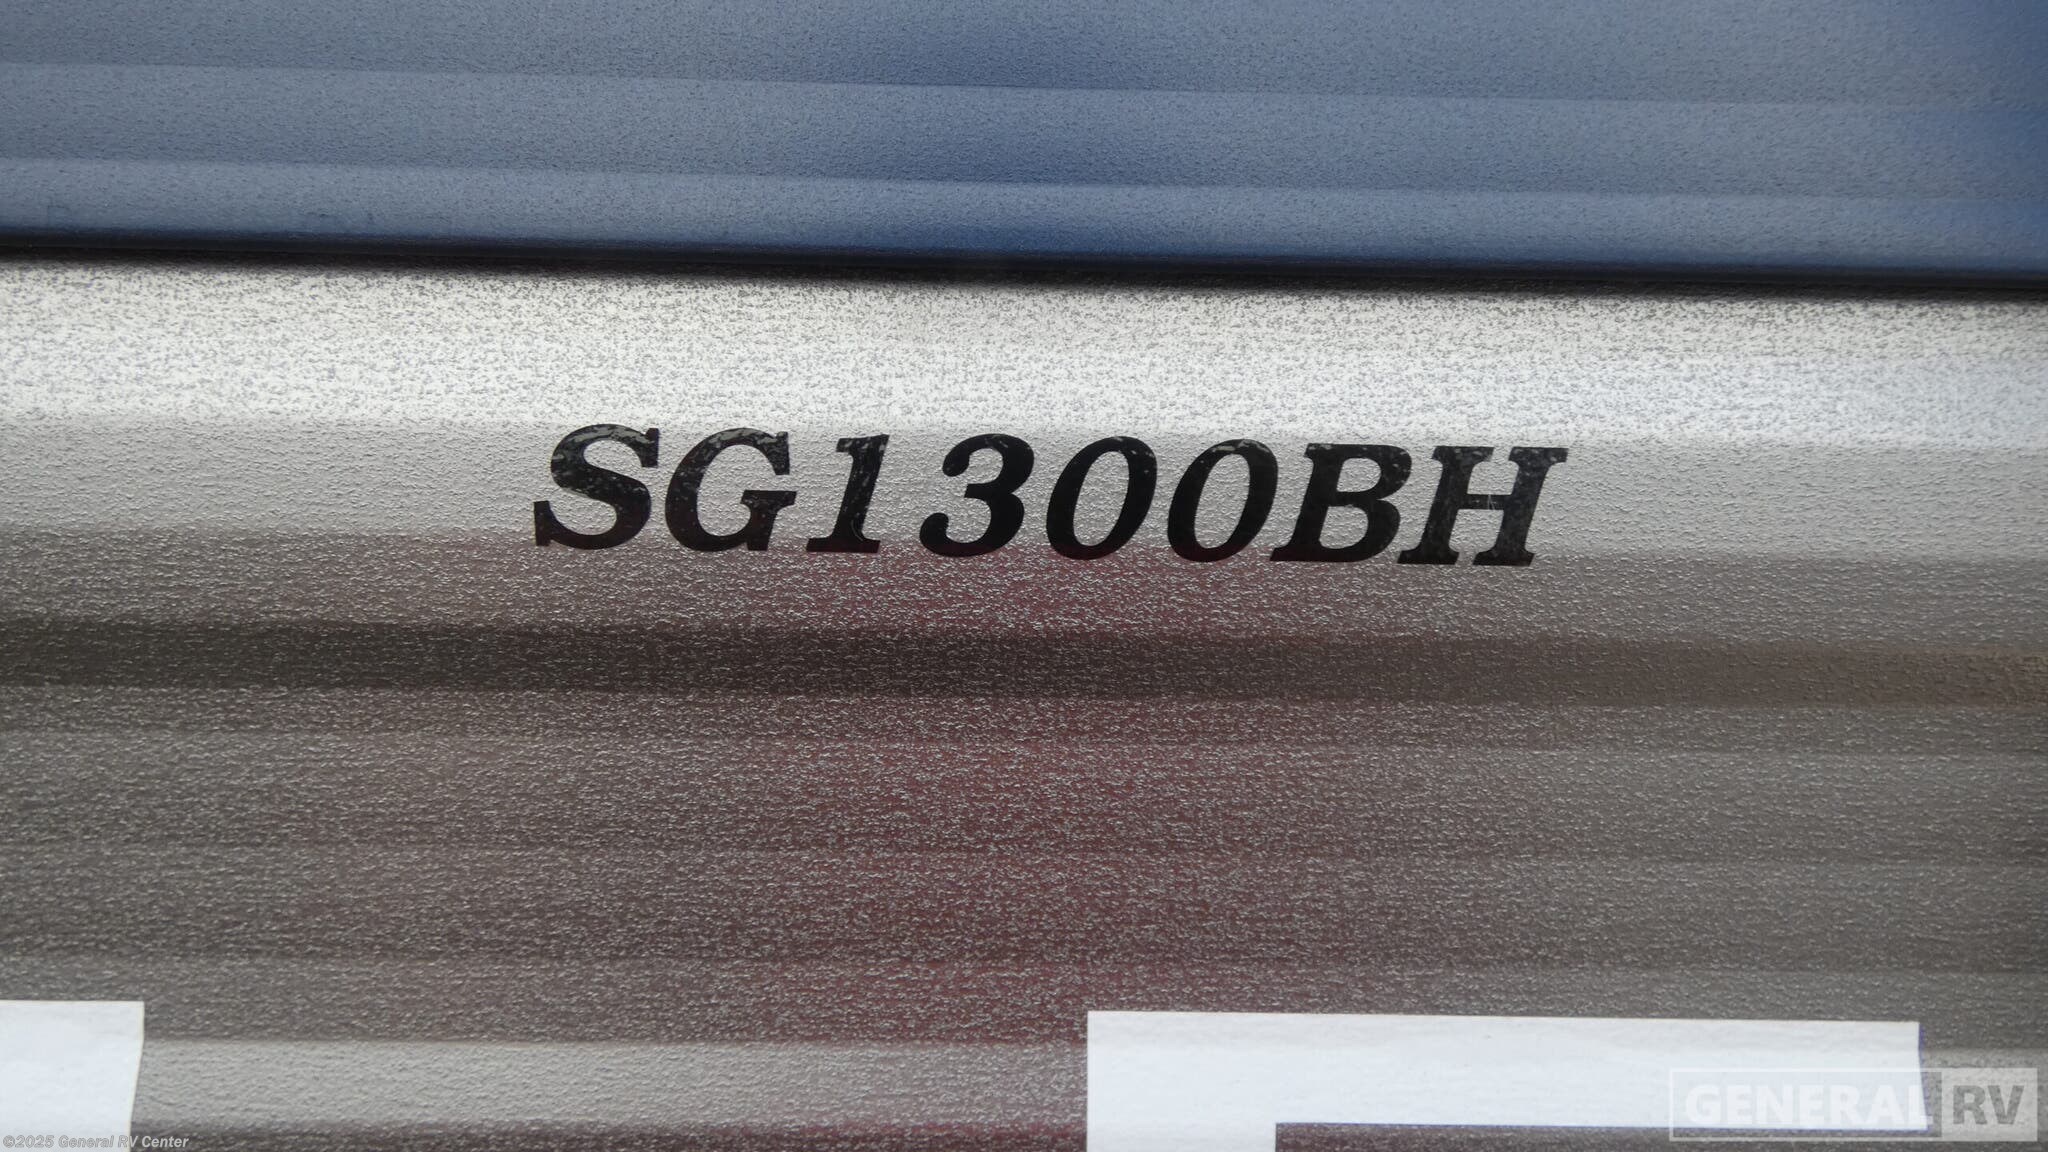 SG1300BH
GENERAL RV
©2025 General RV Center